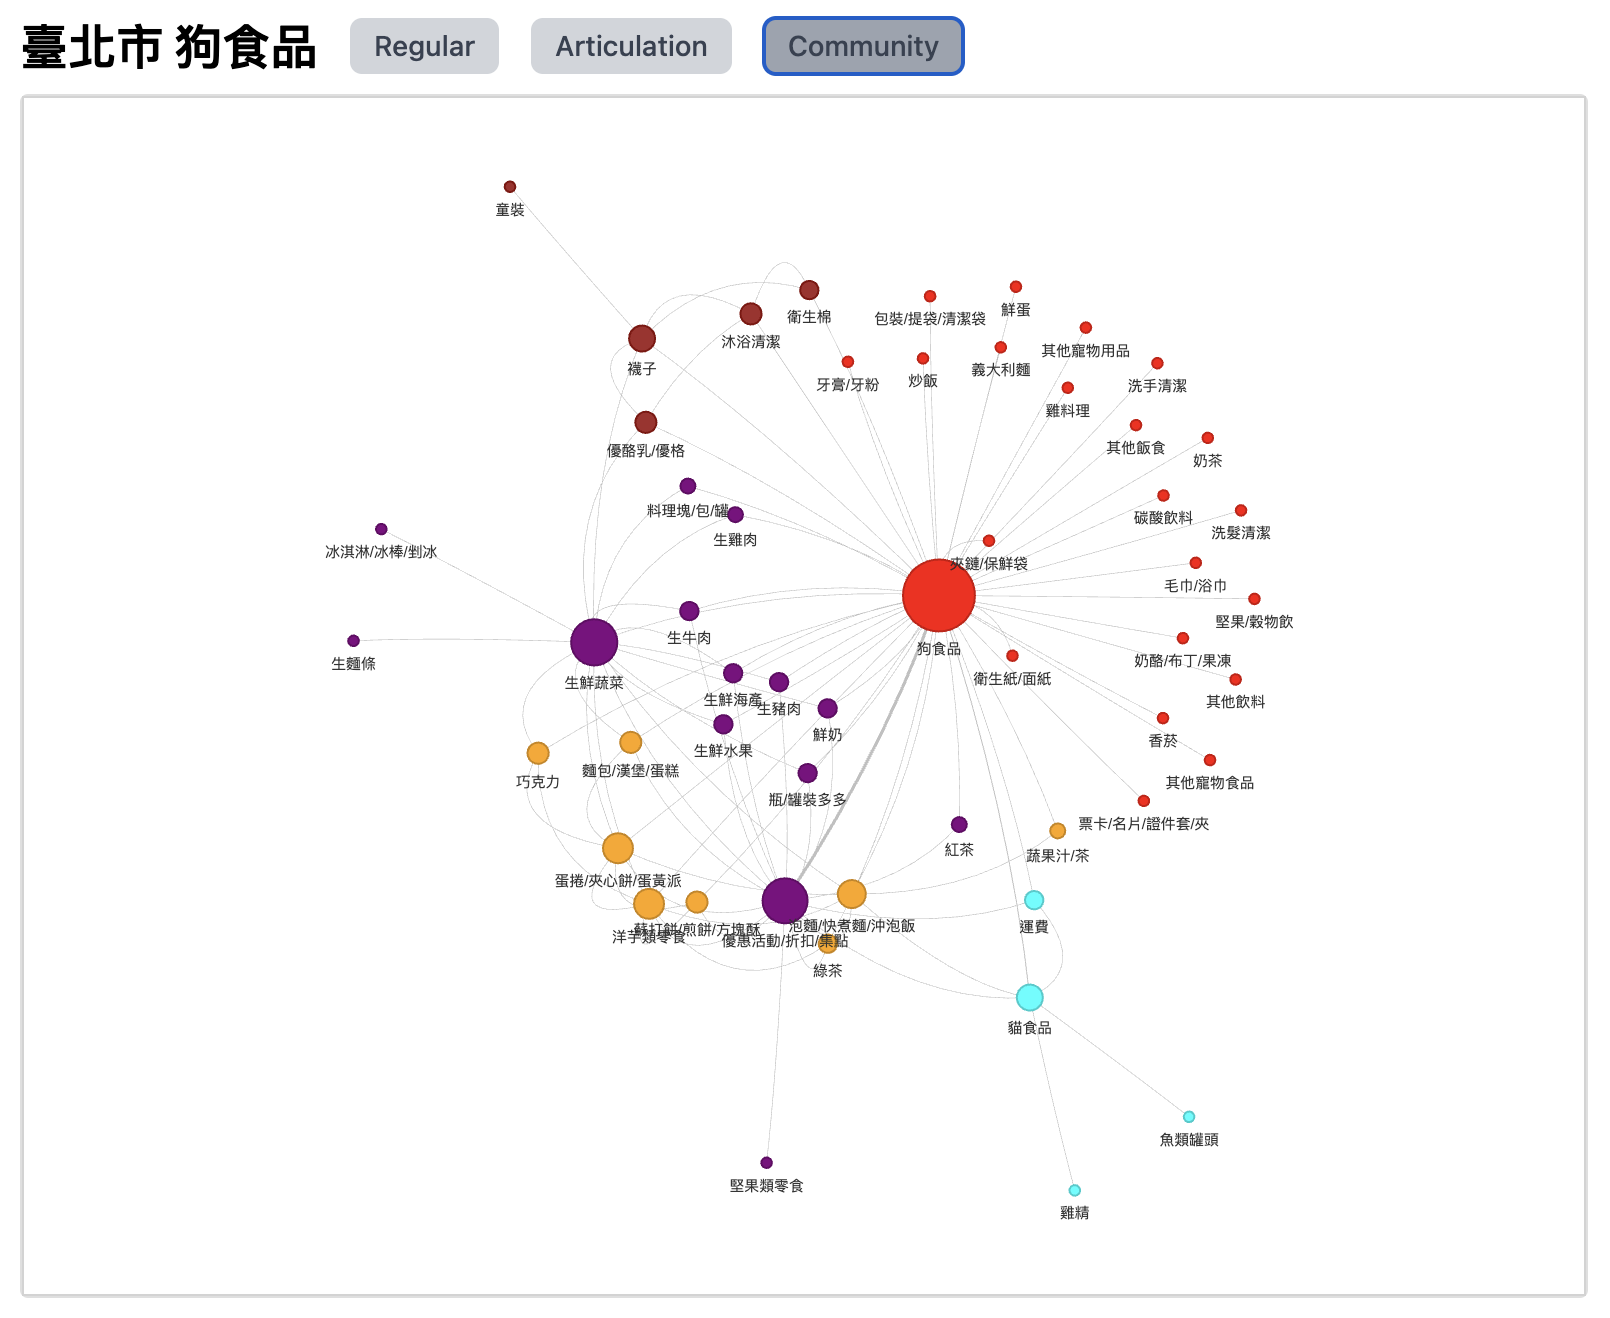 臺北市 狗食品
Regular
Articulation
Community
童裝
衛生棉
沐浴清潔
襪子
優酪乳/優格
包裝/提袋/清潔袋
鮮蛋
牙膏/牙粉
炒飯
義大利麵
其他寵物用品
洗手清潔
雞料理
其他飯食
奶茶
料理塊/包/罐
生雞肉
碳酸飲料
洗髮清潔
冰淇淋/冰棒/剉冰
夾鏈/保鮮袋
毛巾/浴巾
堅果/穀物飲
生麵條
生牛肉
狗食品
奶酪/布丁/果凍
生鮮蔬菜
衛生紙/面紙
生鮮海產
生豬肉
其他飲料
鮮奶
生鮮水果
香菸
巧克力
麵包/漢堡/蛋糕
其他寵物食品
瓶/罐裝多多
票卡/名片/證件套/夾
紅茶
蔬果汁/茶
蛋捲/夾心餅/蛋黃派
洋芋類零食
蘇打餅/煎餅/方塊酥
泡麵/快煮麵/沖泡飯
運費
優惠活動/折扣/集點
綠茶
貓食品
魚類罐頭
堅果類零食
雞精